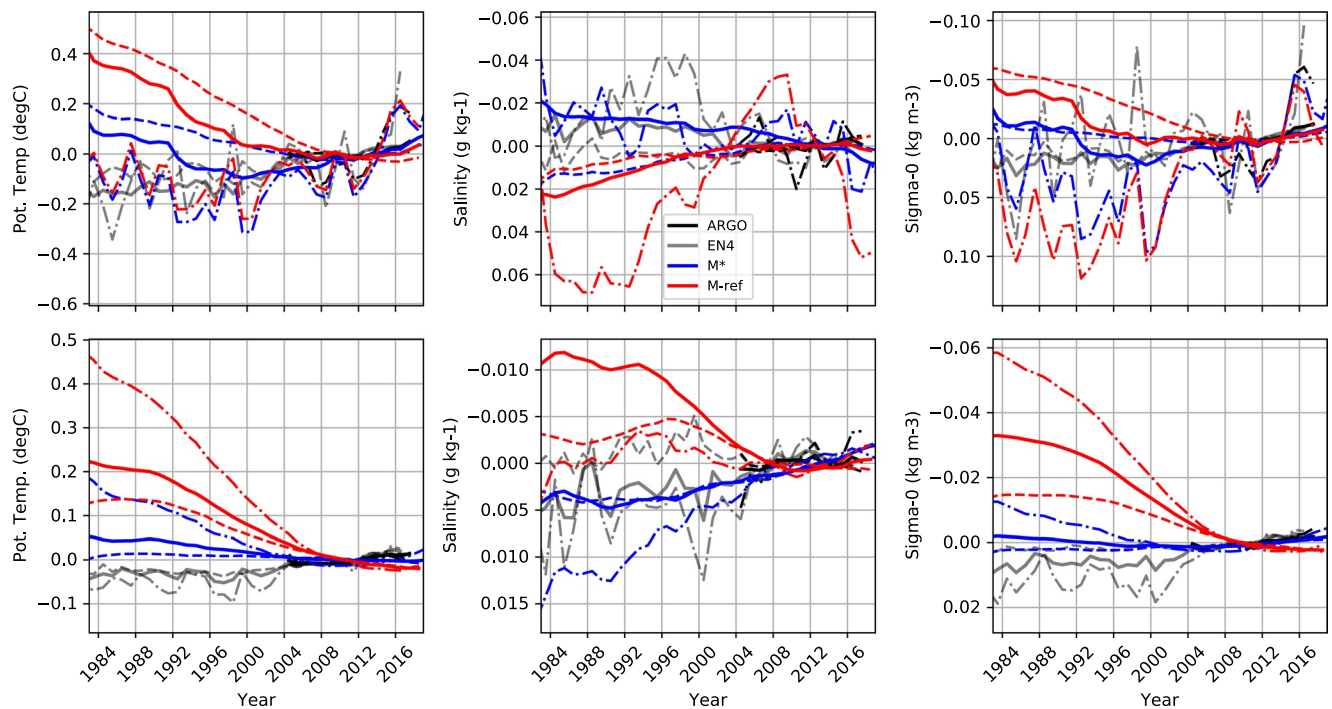 Pot. Temp (degC)
0.4
0.2
0.0
−0.2
−0.4
−0.6
Salinity (g kg-1)
−0.06
−0.04
−0.02
0.00
0.02
0.04
0.06
ARGO
EN4
M*
M-ref
Sigma-0 (kg m-3)
−0.10
−0.05
0.00
0.05
0.10
Pot. Temp. (degC)
0.5
0.4
0.3
0.2
0.1
0.0
−0.1
1984 1988 1992 1996 2000 2004 2008 2012 2016
Year
Salinity (g kg-1)
−0.010
−0.005
0.000
0.005
0.010
0.015
1984 1988 1992 1996 2000 2004 2008 2012 2016
Year
Sigma-0 (kg m-3)
−0.06
−0.04
−0.02
0.00
0.02
1984 1988 1992 1996 2000 2004 2008 2012 2016
Year